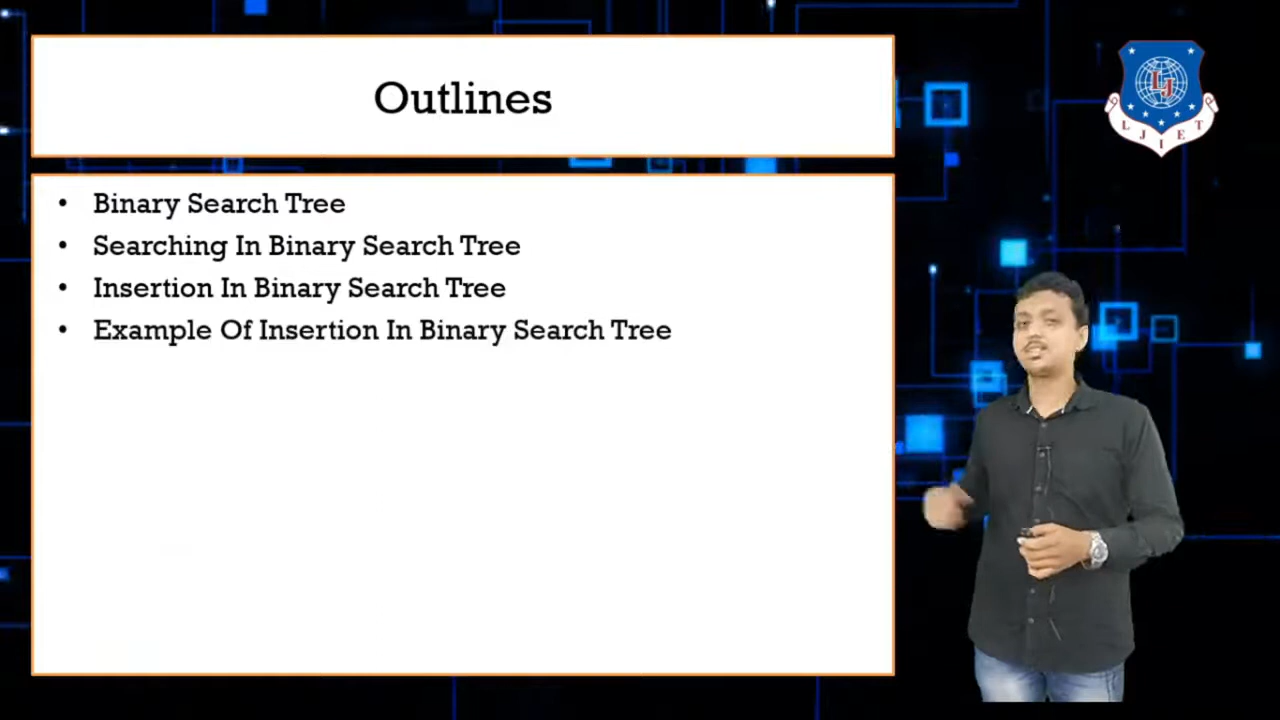 Outlines
• Binary Search Tree
• Searching In Binary Search Tree
• Insertion In Binary Search Tree
• Example Of Insertion In Binary Search Tree
LJ
L J I E T